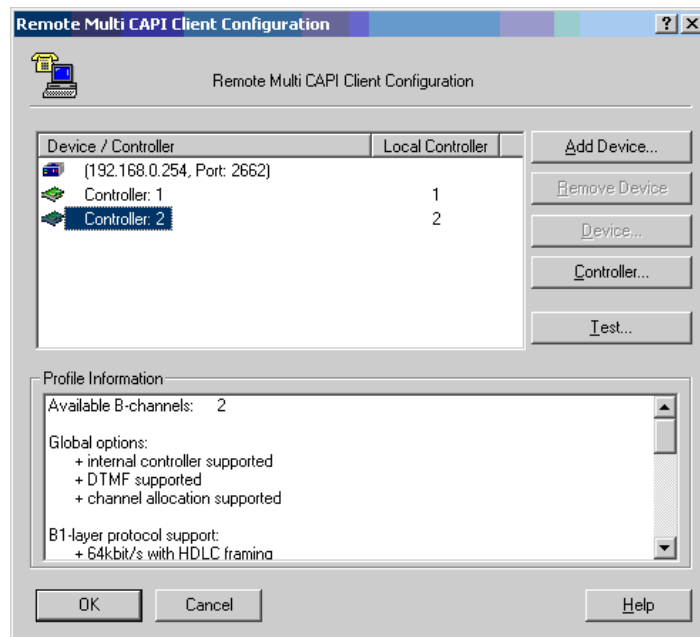 Remote Multi CAPI Client Configuration
Remote Multi CAPI Client Configuration
Device / Controller Local Controller
(192.168.0.254, Port: 2662)
Controller: 1 1
Controller: 2 2
Add Device...
Remove Device
Device...
Controller...
Test...
Profile Information
Available B-channels: 2
Global options:
+ internal controller supported
+ DTMF supported
+ channel allocation supported
B1-layer protocol support:
+ 64kbit/s with HDLC framing
OK Cancel Help